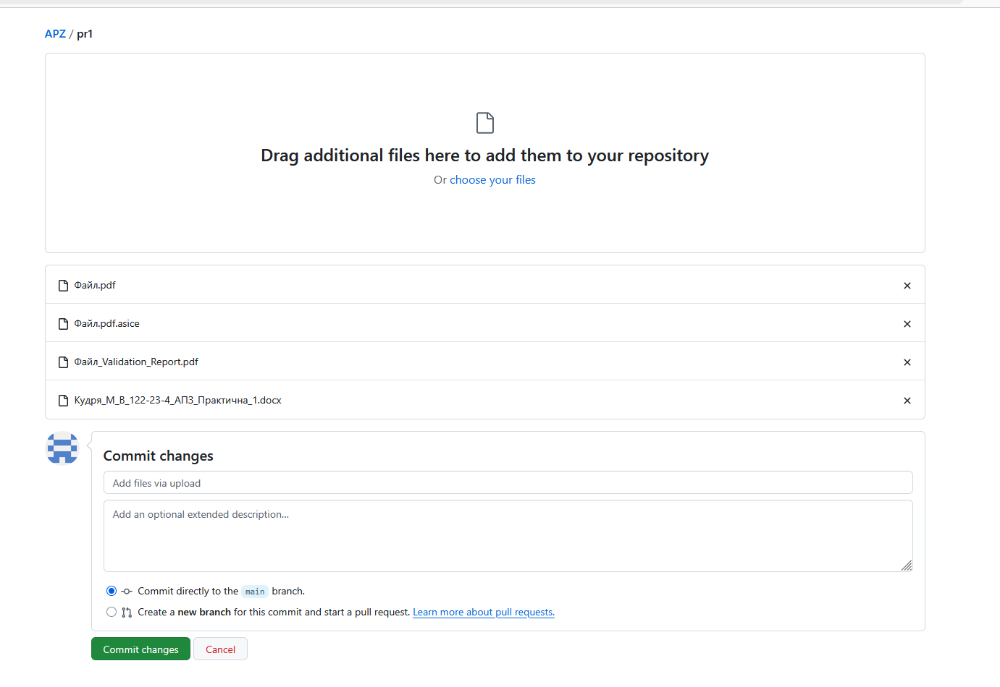 APZ / pr1
Drag additional files here to add them to your repository
Or choose your files
Файл.pdf
Файл.pdf.asice
Файл_Validation_Report.pdf
Кудря_М_В_122-23-4_АПЗ_Практична_1.docx
Commit changes
Add files via upload
Add an optional extended description...
Commit directly to the main branch.
Create a new branch for this commit and start a pull request. Learn more about pull requests.
Commit changes
Cancel